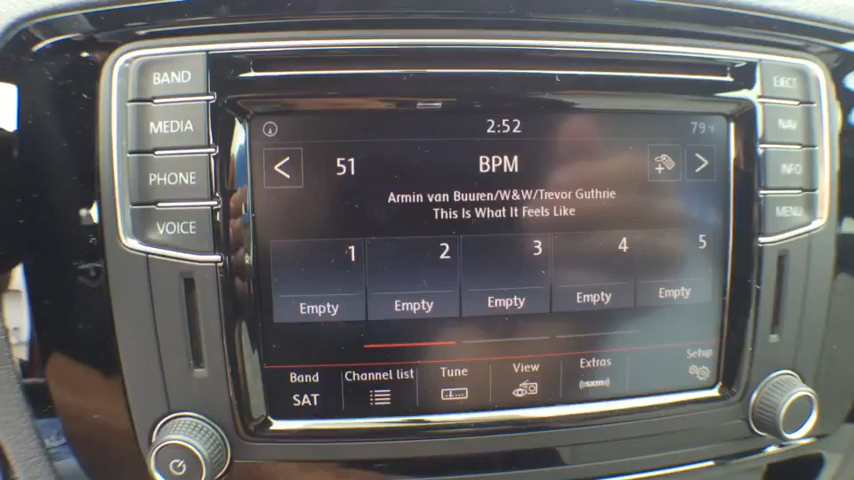 BAND
MEDIA
PHONE
VOICE
EJECT
NAV
INFO
MENU
2:52
79°F
51
BPM
Armin van Buuren/W&W/Trevor Guthrie
This Is What It Feels Like
1 2 3 4 5
Empty Empty Empty Empty Empty
Band Channel list Tune View Extras Setup
SAT
((sxm))